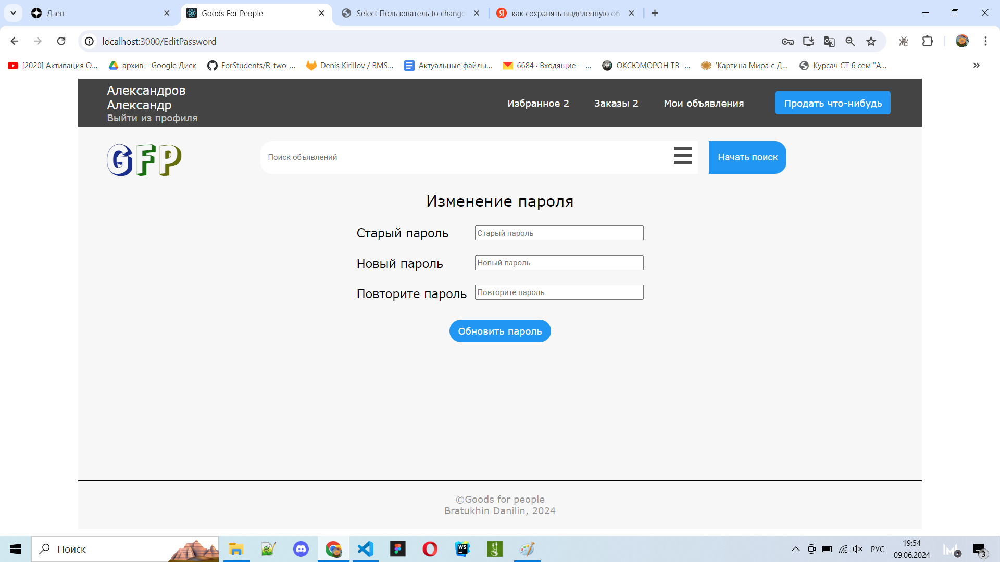 Дзен
Goods For People
Select Пользователь to change
как сохранять выделенную об
localhost:3000/EditPassword
[2020] Активация О...
архив – Google Диск
ForStudents/R_two_...
Denis Kirillov / BMS...
Актуальные файлы...
6684 · Входящие —...
ОКСЮМОРОН ТВ -...
'Картина Мира с Д...
Курсач СТ 6 сем "А...
Александров
Александр
Выйти из профиля
Избранное 2
Заказы 2
Мои объявления
Продать что-нибудь
GFP
Поиск объявлений
Начать поиск
Изменение пароля
Старый пароль
Старый пароль
Новый пароль
Новый пароль
Повторите пароль
Повторите пароль
Обновить пароль
©Goods for people
Bratukhin Danilin, 2024
Поиск
WS
РУС
19:54
09.06.2024
3
3